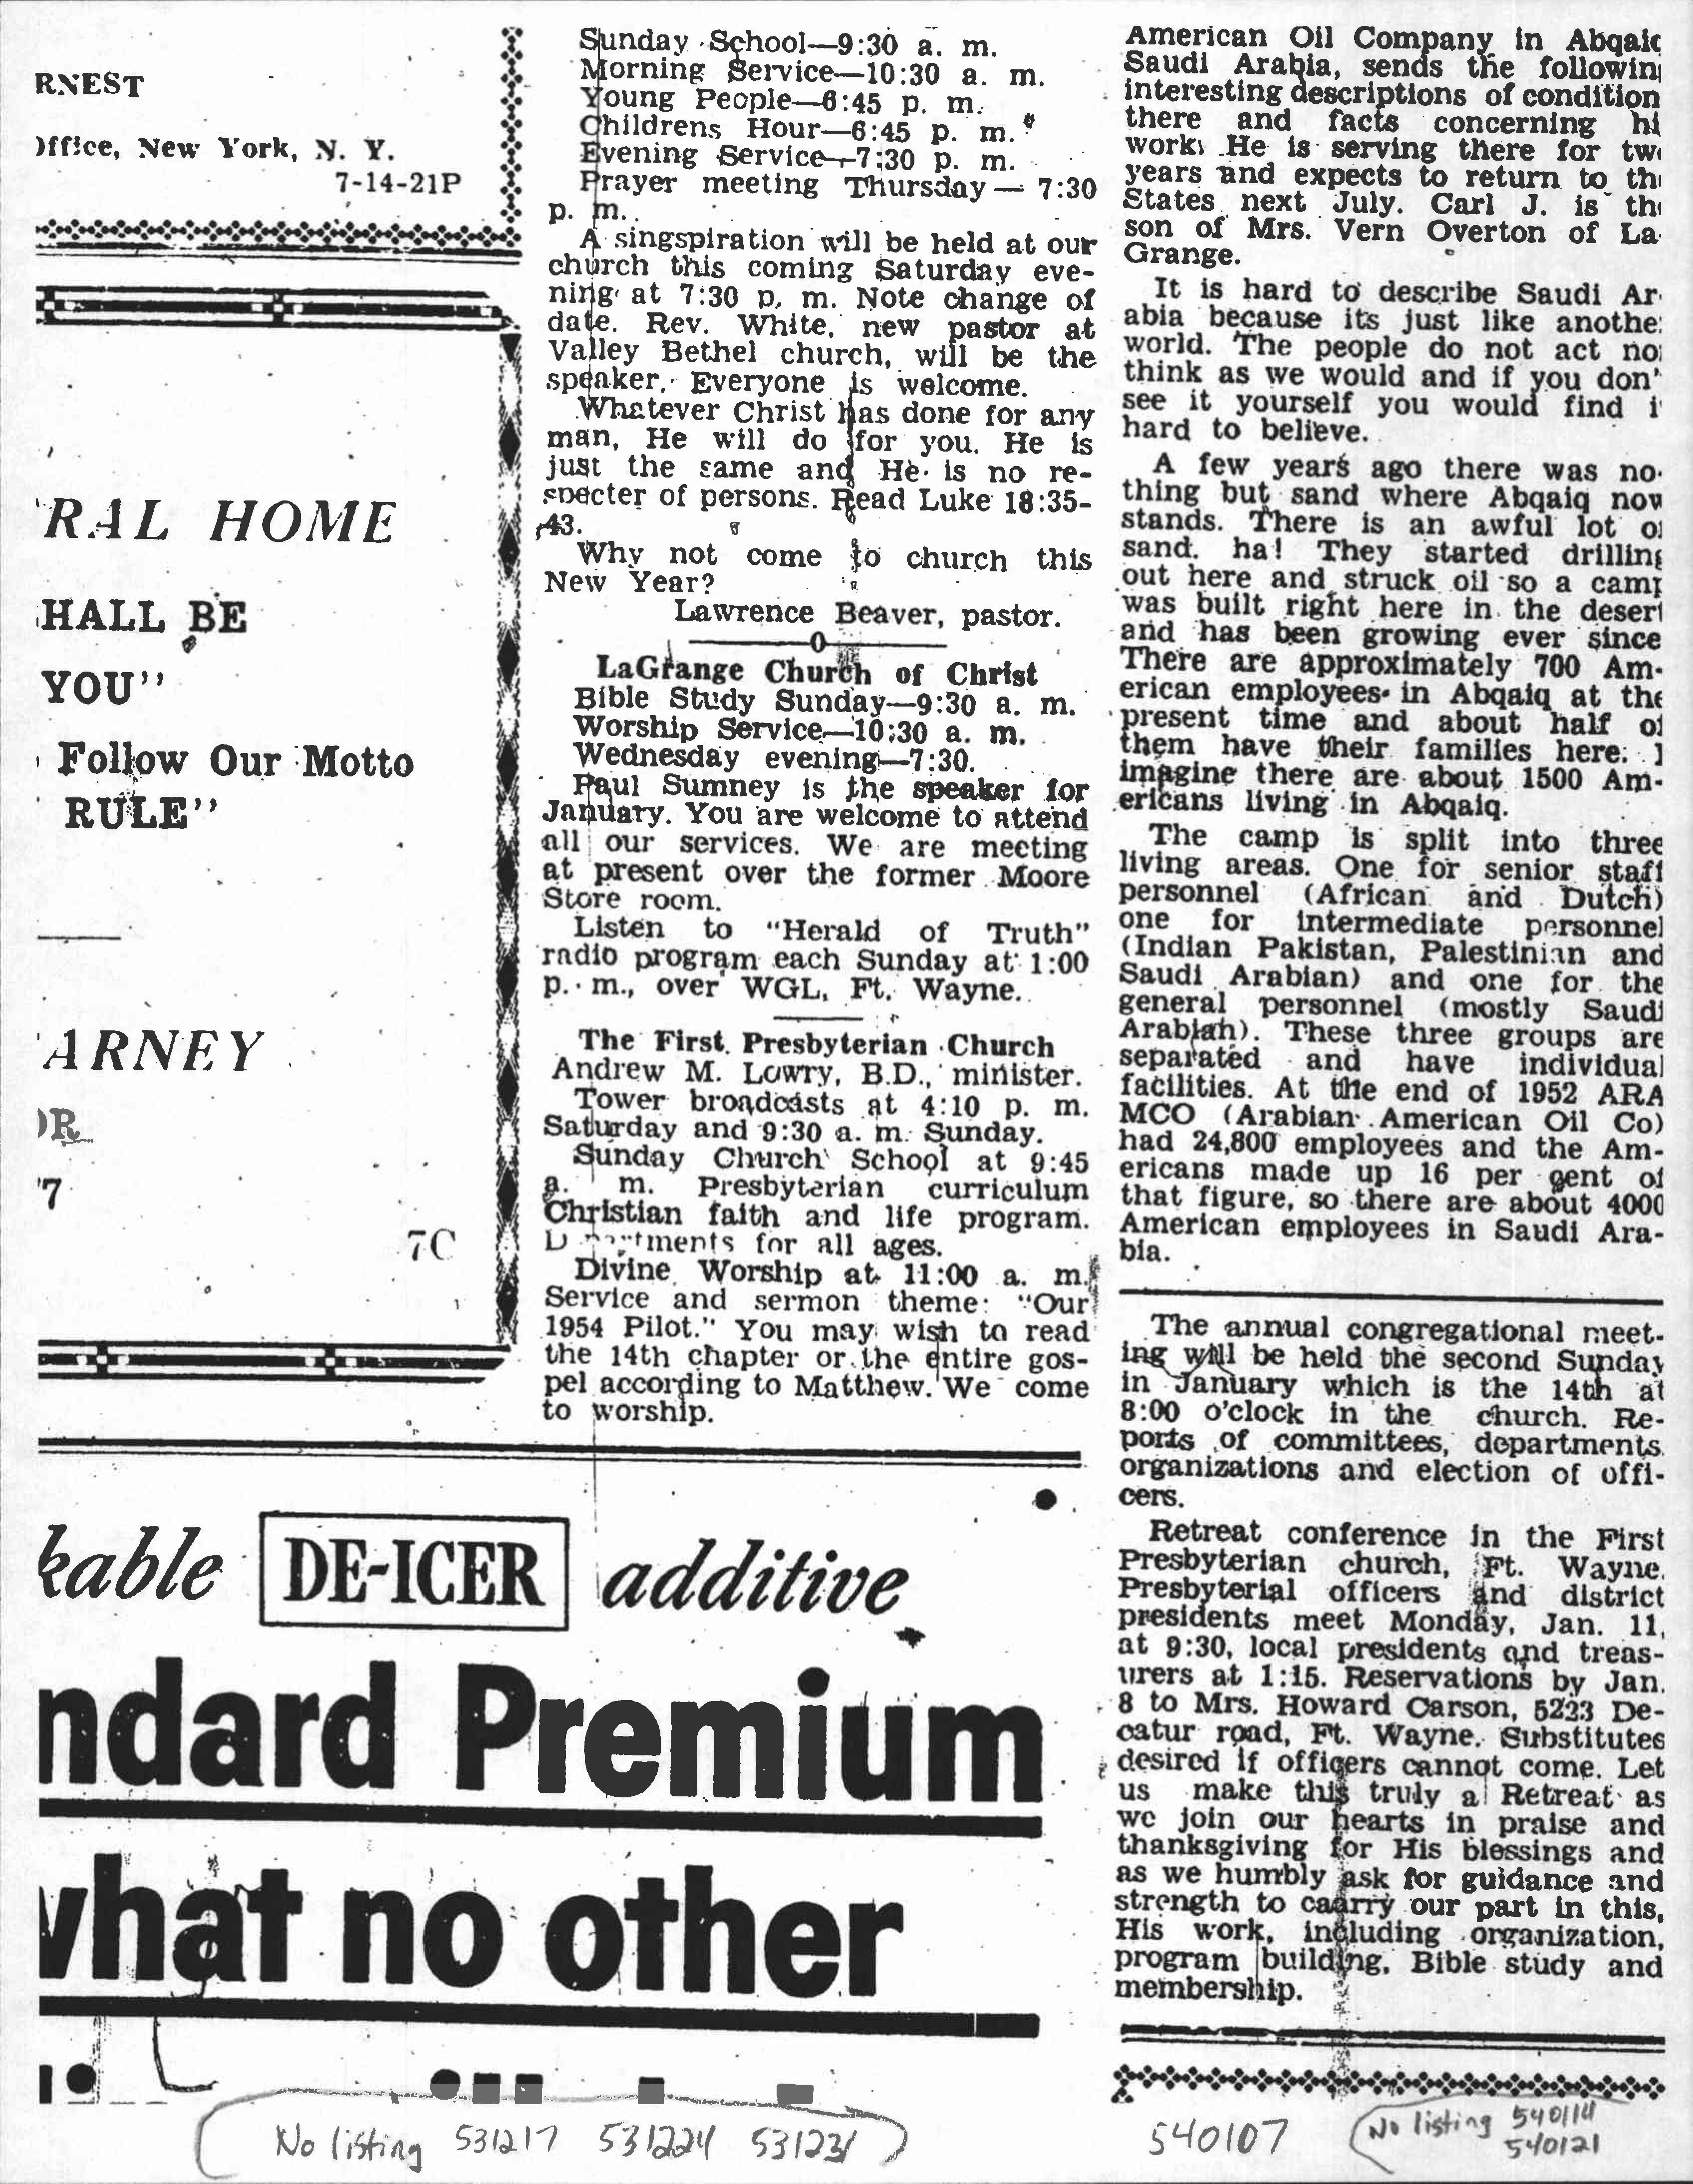 RNEST
ffice, New York, N. Y.
7-14-21P
RAL HOME
HALL BE
YOU"
Follow Our Motto
RULE"
ARNEY
7C
Sunday School—9:30 a. m.
Morning Service—10:30 a. m.
Young People—6:45 p. m.
Childrens Hour—6:45 p. m.
Evening Service—7:30 p. m.
Prayer meeting Thursday — 7:30
p. m.
A singspiration will be held at our
church this coming Saturday eve-
ning at 7:30 p. m. Note change of
date. Rev. White, new pastor at
Valley Bethel church, will be the
speaker. Everyone is welcome.
Whatever Christ has done for any
man, He will do for you. He is
just the same and He is no re-
specter of persons. Read Luke 18:35-
43.
Why not come to church this
New Year?
Lawrence Beaver, pastor.
LaGrange Church of Christ
Bible Study Sunday—9:30 a. m.
Worship Service—10:30 a. m.
Wednesday evening—7:30.
Paul Sumney is the speaker for
January. You are welcome to attend
all our services. We are meeting
at present over the former Moore
Store room.
Listen to "Herald of Truth"
radio program each Sunday at 1:00
p. m., over WGL, Ft. Wayne.
The First Presbyterian Church
Andrew M. Lowry, B.D., minister.
Tower broadcasts at 4:10 p. m.
Saturday and 9:30 a. m. Sunday.
Sunday Church School at 9:45
a. m. Presbyterian curriculum
Christian faith and life program.
for all ages.
Divine Worship at 11:00 a. m.
Service and sermon theme: "Our
1954 Pilot." You may wish to read
the 14th chapter or the entire gos-
pel according to Matthew. We come
to worship.
kable DE-ICER additive
ndard Premium
what no other
No listing 531217 531224 531231
American Oil Company in Abqaiq
Saudi Arabia, sends the followin
interesting descriptions of condition
there and facts concerning hi
work. He is serving there for tw
years and expects to return to th
States next July. Carl J. is th
son of Mrs. Vern Overton of La
Grange.
It is hard to describe Saudi Ar
abia because its just like anothe
world. The people do not act no
think as we would and if you don'
see it yourself you would find i
hard to believe.
A few years ago there was no-
thing but sand where Abqaiq now
stands. There is an awful lot of
sand. ha! They started drilling
out here and struck oil so a camp
was built right here in the desert
and has been growing ever since
There are approximately 700 Am-
erican employees in Abqaiq at the
present time and about half of
them have their families here. I
imagine there are about 1500 Am-
ericans living in Abqaiq.
The camp is split into three
living areas. One for senior staff
personnel (African and Dutch)
one for intermediate personnel
(Indian Pakistan, Palestinian and
Saudi Arabian) and one for the
general personnel (mostly Saudi
Arabiah). These three groups are
separated and have individual
facilities. At the end of 1952 ARA
MCO (Arabian American Oil Co)
had 24,800 employees and the Am-
ericans made up 16 per cent of
that figure, so there are about 4000
American employees in Saudi Ara-
bia.
The annual congregational meet-
ing will be held the second Sunday
in January which is the 14th at
8:00 o'clock in the church. Re-
ports of committees, departments,
organizations and election of offi-
cers.
Retreat conference in the First
Presbyterian church, Ft. Wayne.
Presbyterial officers and district
presidents meet Monday, Jan. 11,
at 9:30, local presidents and treas-
urers at 1:15. Reservations by Jan.
8 to Mrs. Howard Carson, 5223 De-
catur road, Ft. Wayne. Substitutes
desired if officers cannot come. Let
us make this truly a Retreat as
we join our hearts in praise and
thanksgiving for His blessings and
as we humbly ask for guidance and
strength to caarry our part in this,
His work, including organization,
program building, Bible study and
membership.
540107
No listing 540114
540121